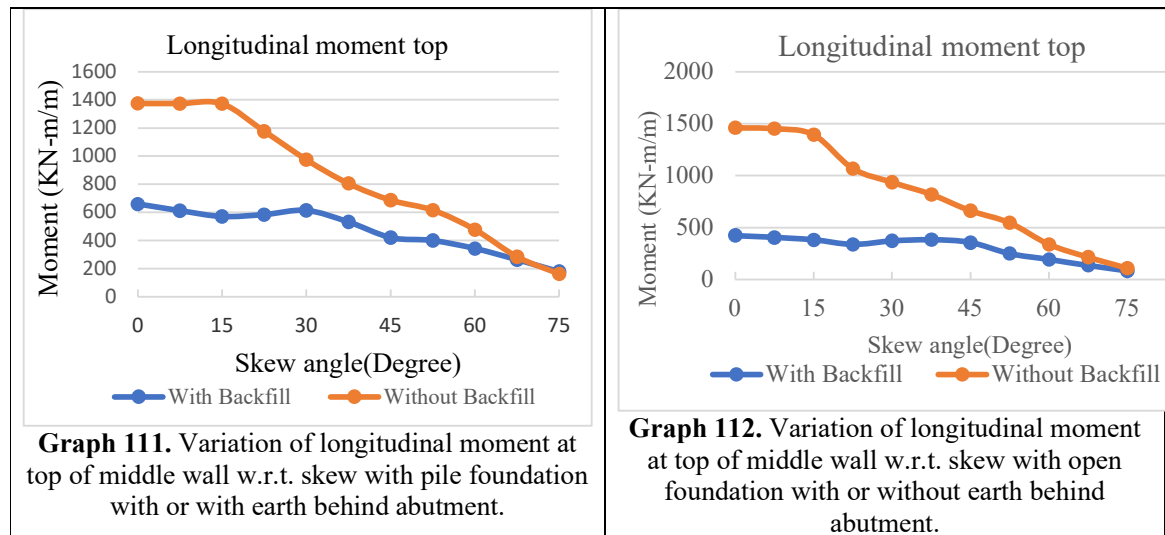 Longitudinal moment top
1600
1400
1200
1000
800
600
400
200
0
Moment (KN-m/m)
0 15 30 45 60 75
Skew angle(Degree)
With Backfill Without Backfill
Graph 111. Variation of longitudinal moment at
top of middle wall w.r.t. skew with pile foundation
with or with earth behind abutment.
Longitudinal moment top
2000
1500
1000
500
0
Moment (KN-m/m)
0 15 30 45 60 75
Skew angle(Degree)
With Backfill Without Backfill
Graph 112. Variation of longitudinal moment
at top of middle wall w.r.t. skew with open
foundation with or without earth behind
abutment.